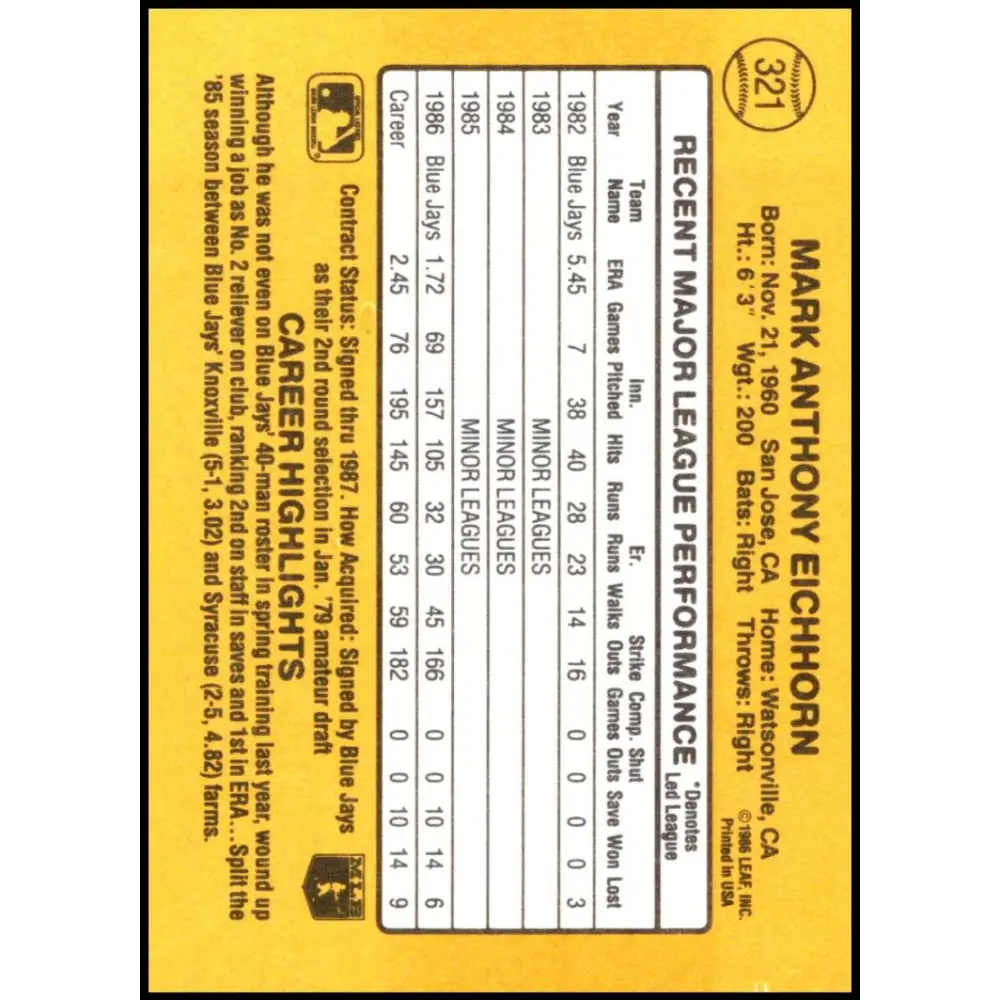 321
MARK ANTHONY EICHHORN
Born: Nov. 21, 1960 San Jose, CA Home: Watsonville, CA
Ht.: 6'3" Wgt.: 200 Bats: Right Throws: Right
©1986 LEAF, INC.
Printed in USA
RECENT MAJOR LEAGUE PERFORMANCE *Denotes Led League
Team Inn. Er. Strike Comp. Shut
Year Name ERA Games Pitched Hits Runs Runs Walks Outs Games Outs Save Won Lost
1982 Blue Jays 5.45 7 38 40 28 23 14 16 0 0 0 0 3
1983 MINOR LEAGUES
1984 MINOR LEAGUES
1985 MINOR LEAGUES
1986 Blue Jays 1.72 69 157 105 32 30 45 166 0 0 10 14 6
Career 2.45 76 195 145 60 53 59 182 0 0 10 14 9
Contract Status: Signed thru 1987. How Acquired: Signed by Blue Jays
as their 2nd round selection in Jan. '79 amateur draft
MLB
CAREER HIGHLIGHTS
Although he was not even on Blue Jays' 40-man roster in spring training last year, wound up
winning a job as No. 2 reliever on club, ranking 2nd on staff in saves and 1st in ERA... Split the
'85 season between Blue Jays' Knoxville (5-1, 3.02) and Syracuse (2-5, 4.82) farms.